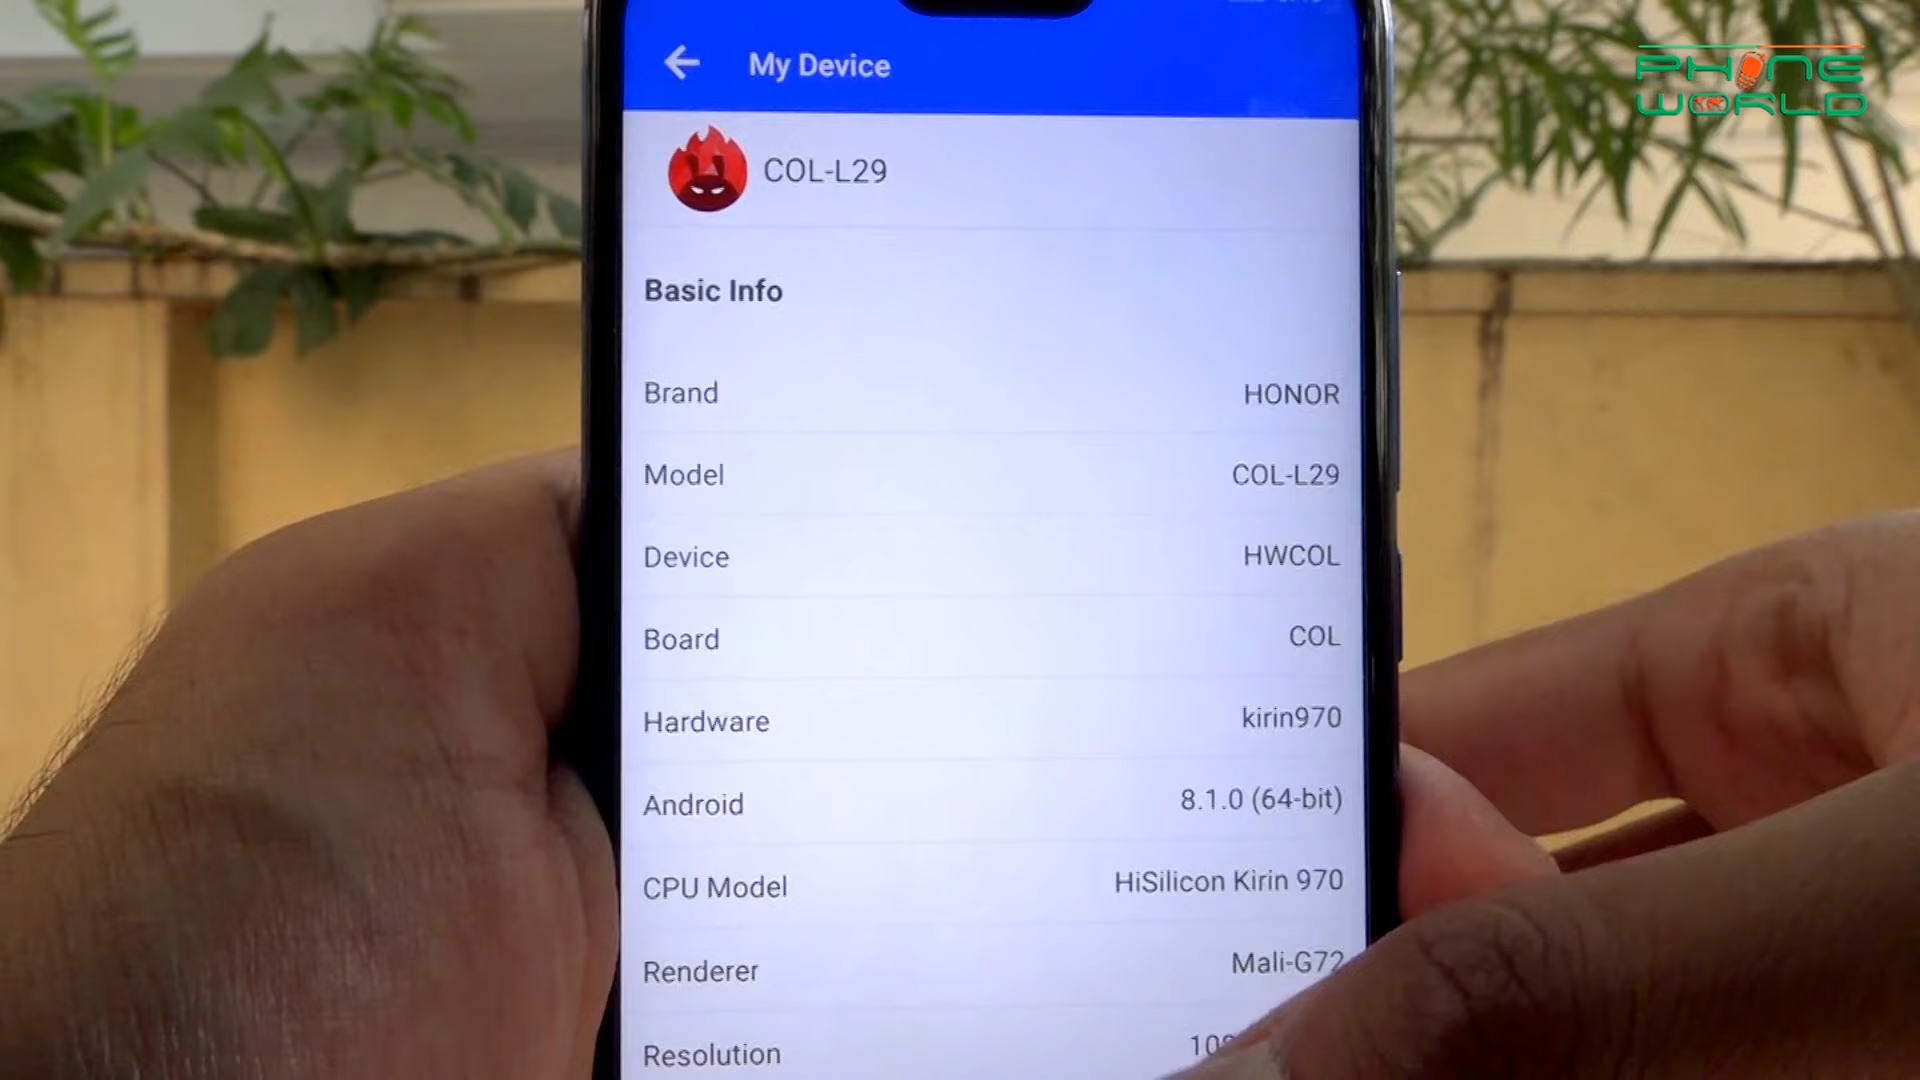 My Device
PHONE
WORLD
COL-L29
Basic Info
Brand HONOR
Model COL-L29
Device HWCOL
Board COL
Hardware kirin970
Android 8.1.0 (64-bit)
CPU Model HiSilicon Kirin 970
Renderer Mali-G72
Resolution